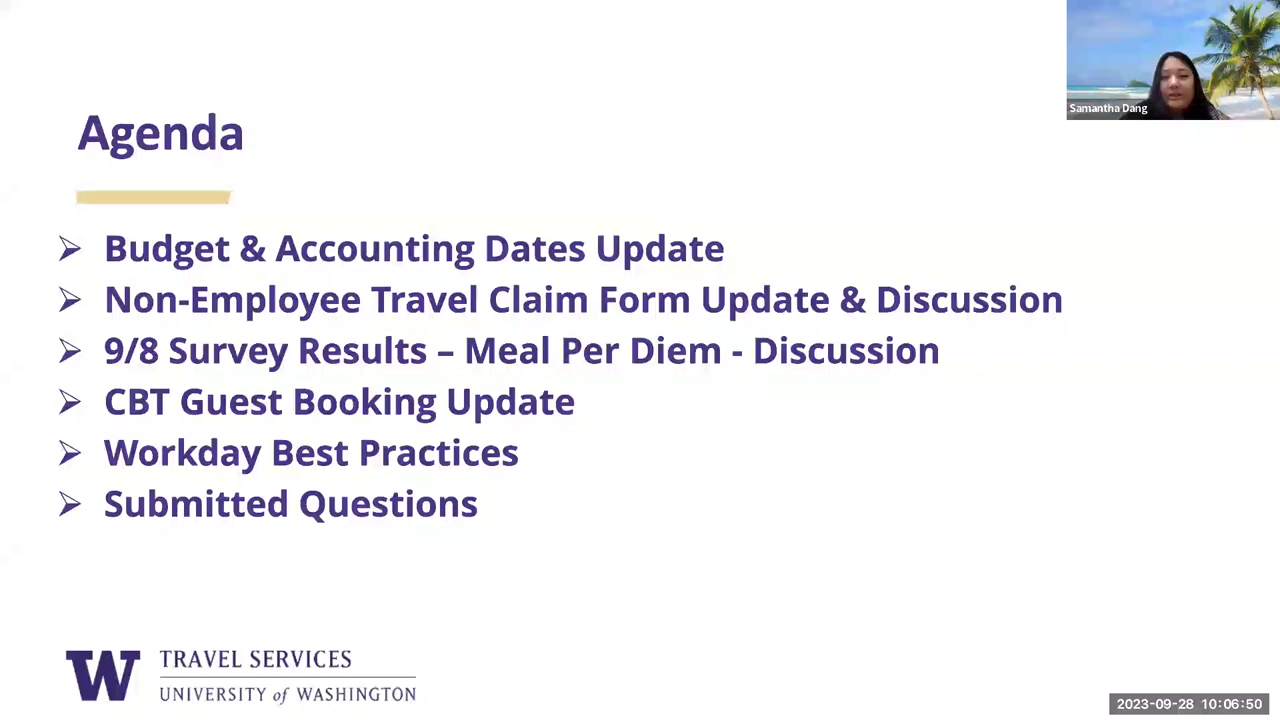 Samantha Dang
Agenda
Budget & Accounting Dates Update
Non-Employee Travel Claim Form Update & Discussion
9/8 Survey Results – Meal Per Diem - Discussion
CBT Guest Booking Update
Workday Best Practices
Submitted Questions
W
TRAVEL SERVICES
UNIVERSITY of WASHINGTON
2023-09-28 10:06:50